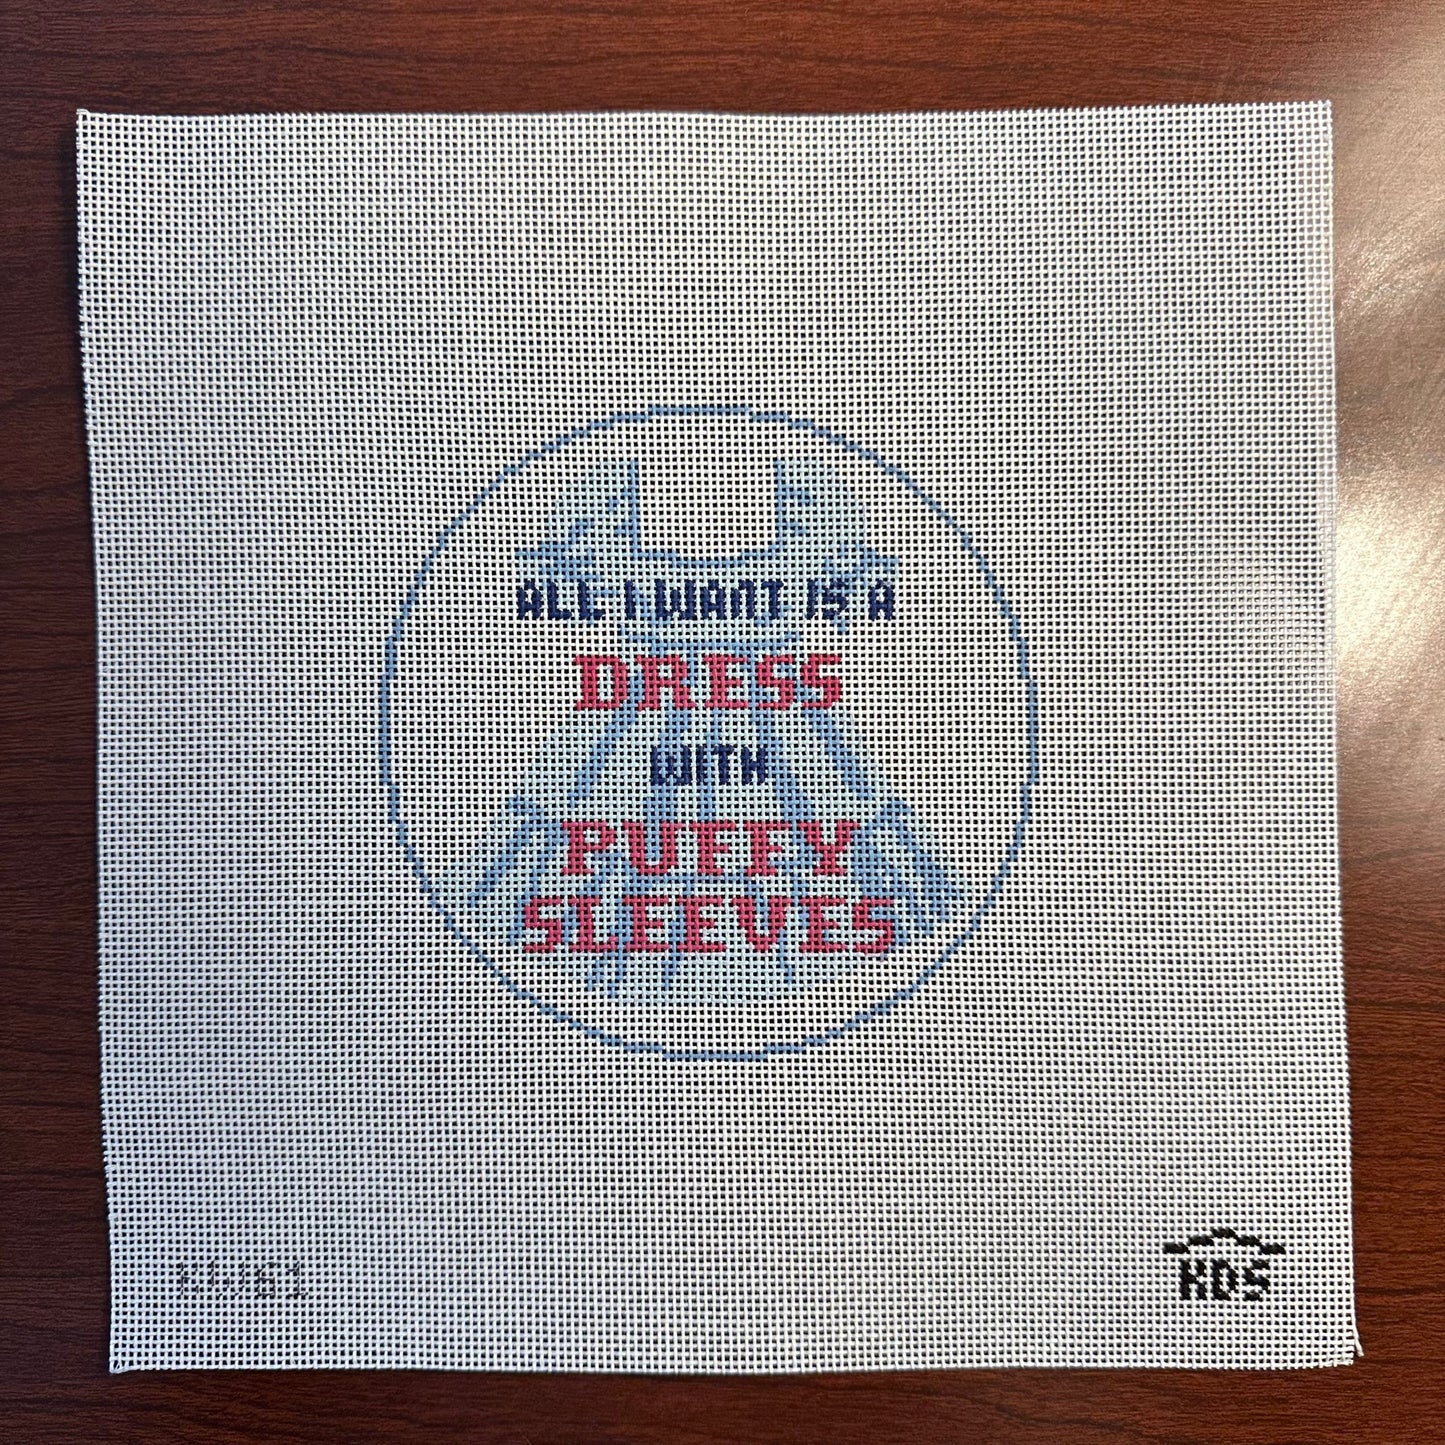 ALL I WANT IS A
DRESS
WITH
PUFFY
SLEEVES
KDS